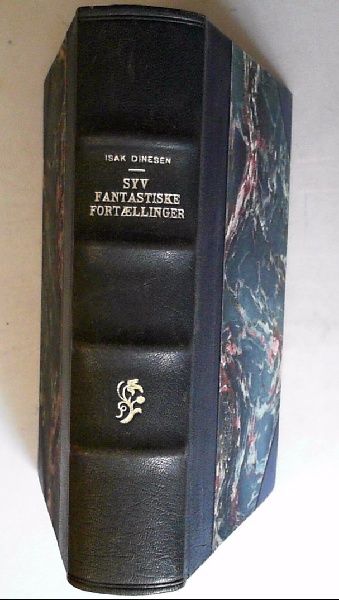 ISAK DINESEN
SYV
FANTASTISKE
FORTÆLLINGER